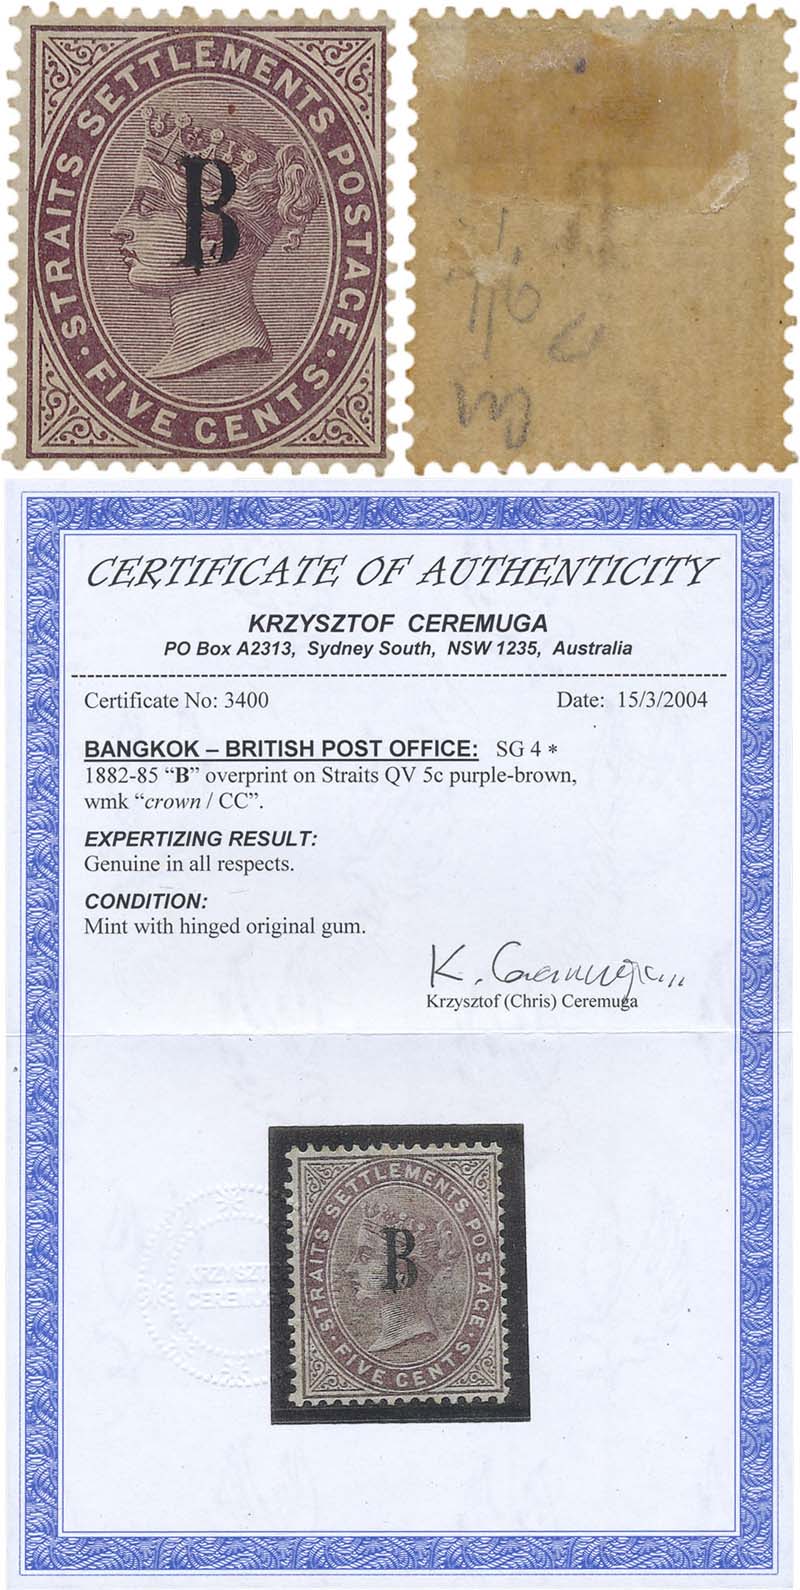 STRAITS SETTLEMENTS POSTAGE
· FIVE CENTS ·
B
CERTIFICATE OF AUTHENTICITY
KRZYSZTOF CEREMUGA
PO Box A2313, Sydney South, NSW 1235, Australia
Certificate No: 3400 Date: 15/3/2004
BANGKOK – BRITISH POST OFFICE: SG 4 *
1882-85 “B” overprint on Straits QV 5c purple-brown,
wmk “crown / CC”.
EXPERTIZING RESULT:
Genuine in all respects.
CONDITION:
Mint with hinged original gum.
K. Ceremuga
Krzysztof (Chris) Ceremuga
STRAITS SETTLEMENTS POSTAGE
· FIVE CENTS ·
B